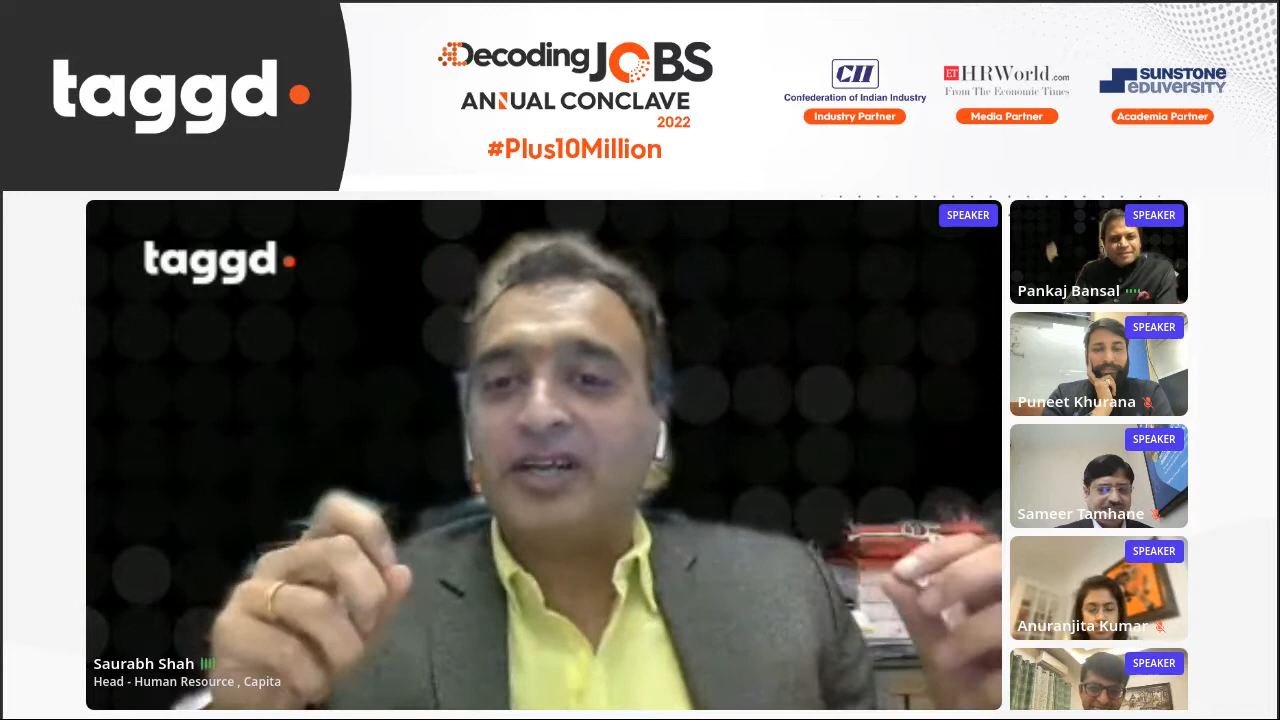 taggd
Decoding JOBS
ANNUAL CONCLAVE
2022
#Plus10Million
CII
Confederation of Indian Industry
Industry Partner
ET HRWorld.com
From The Economic Times
Media Partner
SUNSTONE
eDUVERSITY
Academia Partner
taggd
SPEAKER
Saurabh Shah
Head - Human Resource , Capita
SPEAKER
Pankaj Bansal
SPEAKER
Puneet Khurana
SPEAKER
Sameer Tamhane
SPEAKER
Anuranjita Kumar
SPEAKER